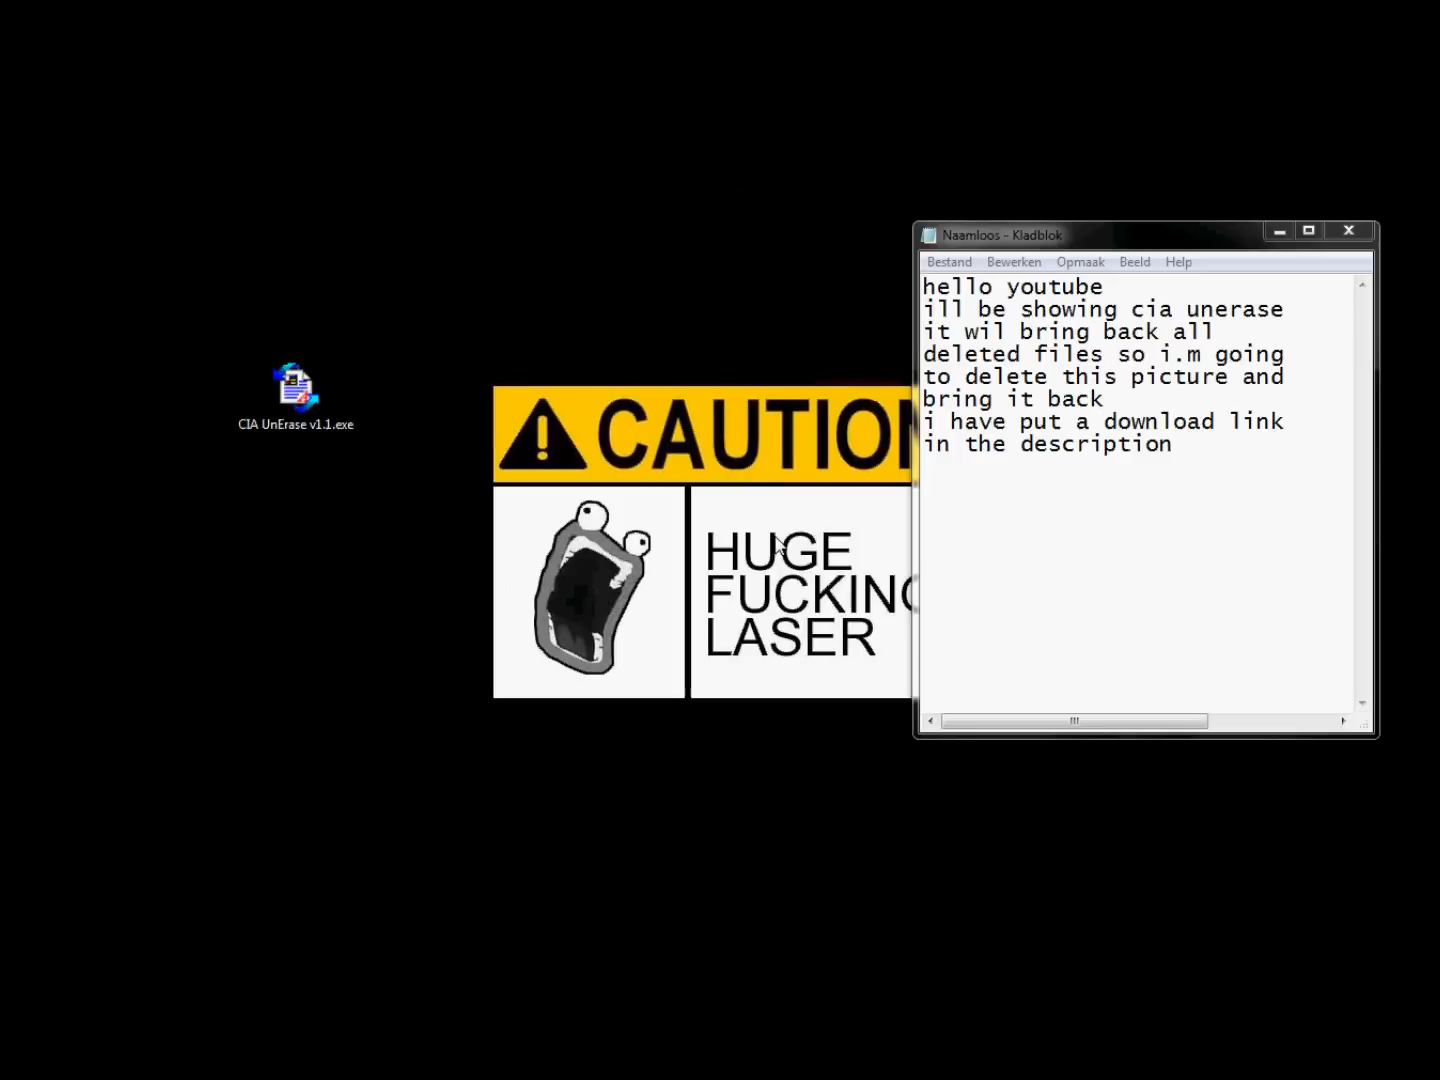 CIA UnErase v1.1.exe
CAUTION
HUGE
FUCKING
LASER
Naamloos - Kladblok
Bestand Bewerken Opmaak Beeld Help
hello youtube
ill be showing cia unerase
it wil bring back all
deleted files so i.m going
to delete this picture and
bring it back
i have put a download link
in the description